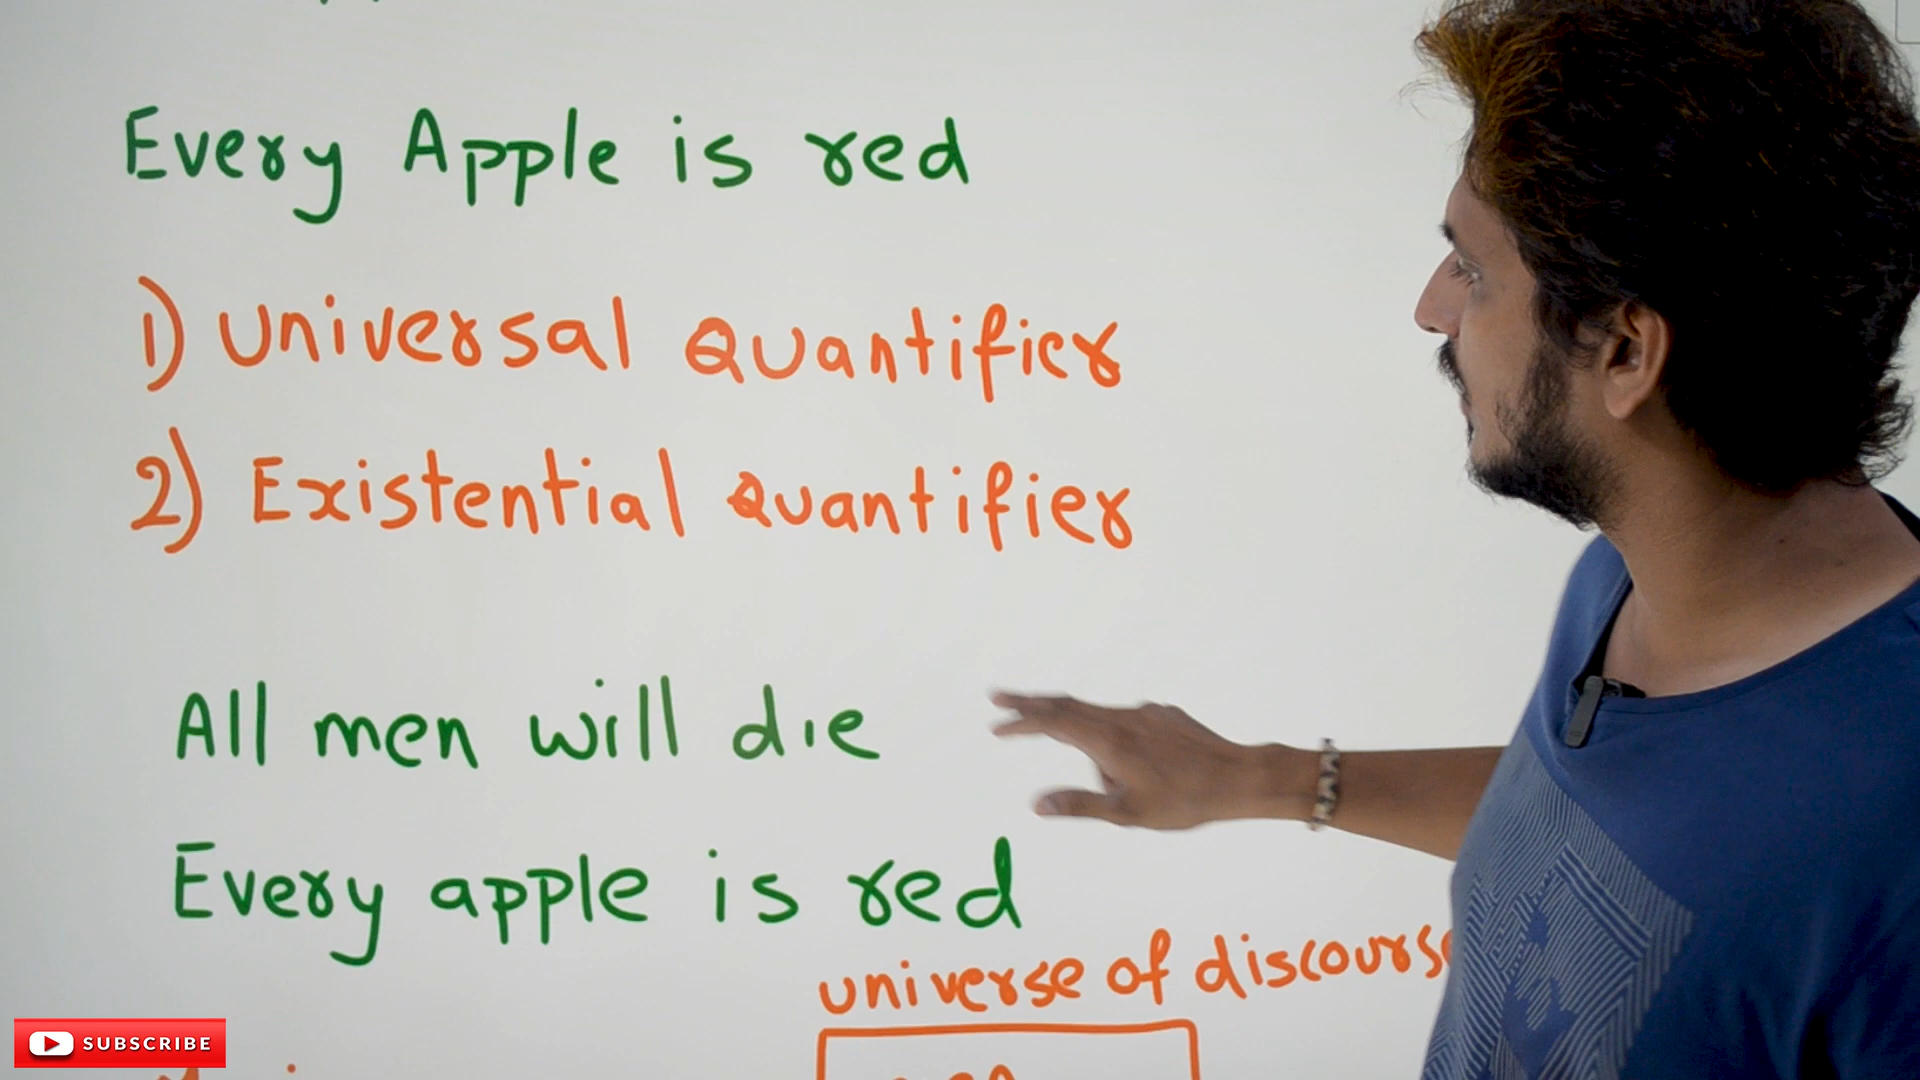 Every Apple is red
1) Universal Quantifier
2) Existential Quantifier
All men will die
Every apple is red
universe of discourse
SUBSCRIBE